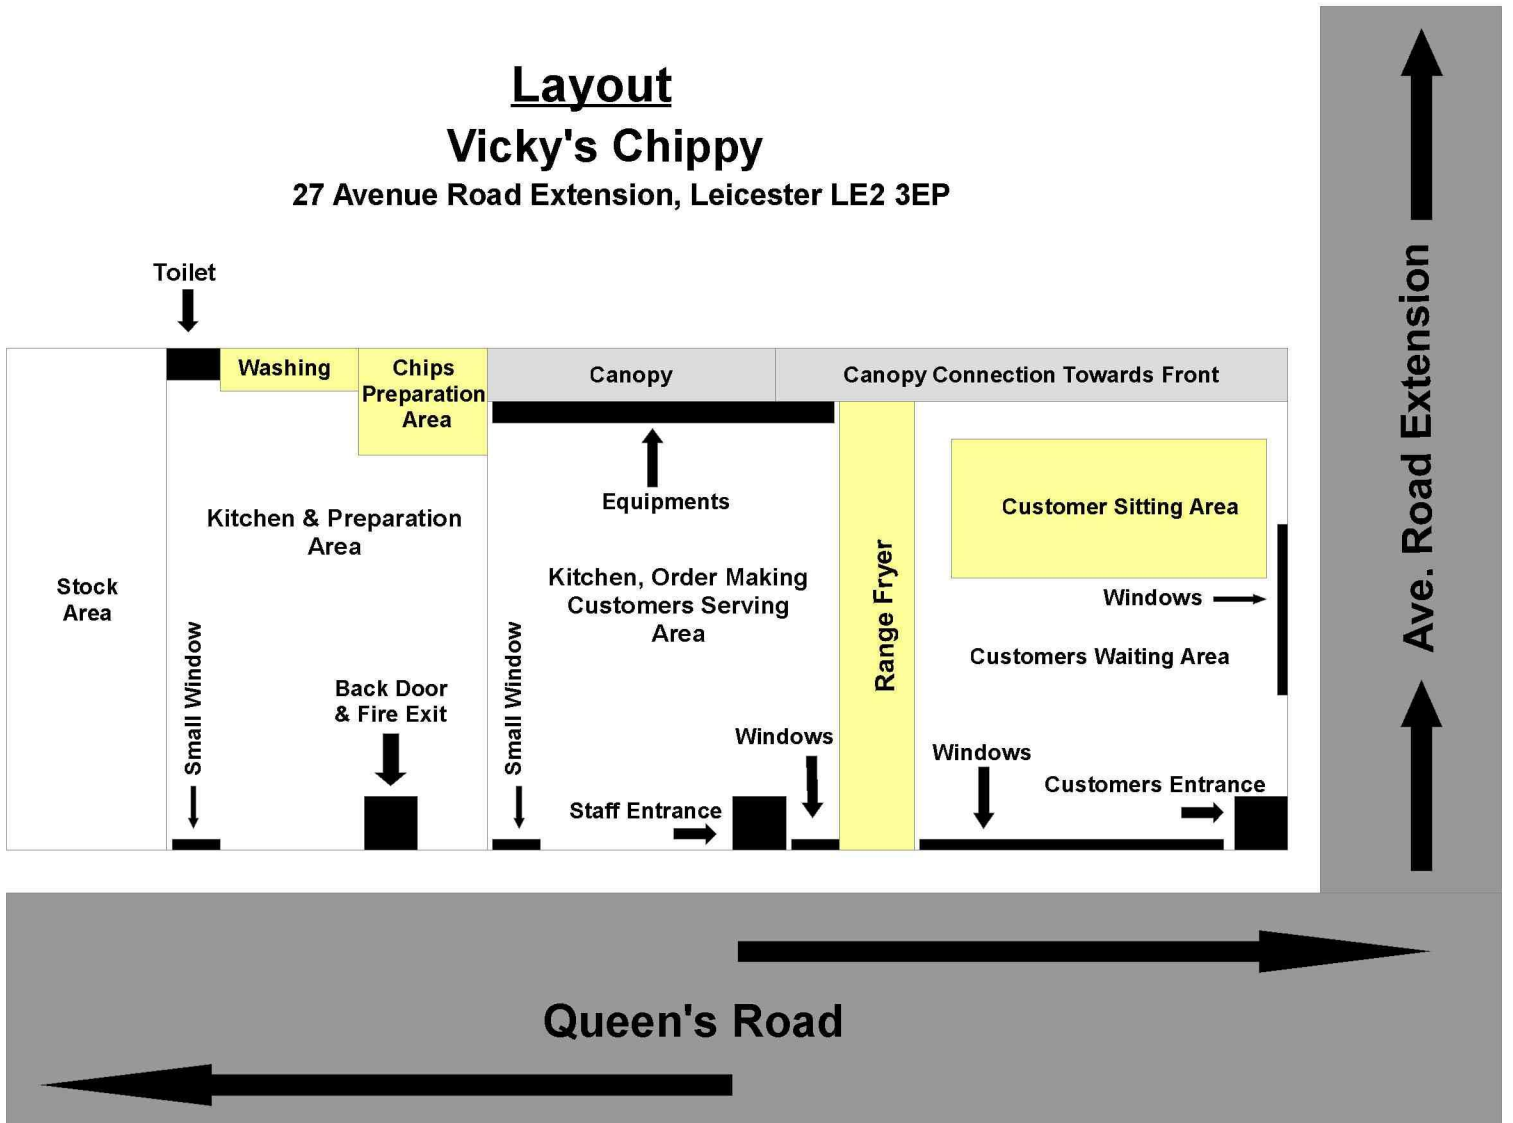 Layout
Vicky's Chippy
27 Avenue Road Extension, Leicester LE2 3EP
Toilet
Washing
Chips
Preparation
Area
Canopy
Canopy Connection Towards Front
Equipments
Customer Sitting Area
Kitchen & Preparation
Area
Stock
Area
Kitchen, Order Making
Customers Serving
Area
Range Fryer
Windows
Customers Waiting Area
Small Window
Back Door
& Fire Exit
Small Window
Windows
Windows
Staff Entrance
Customers Entrance
Ave. Road Extension
Queen's Road